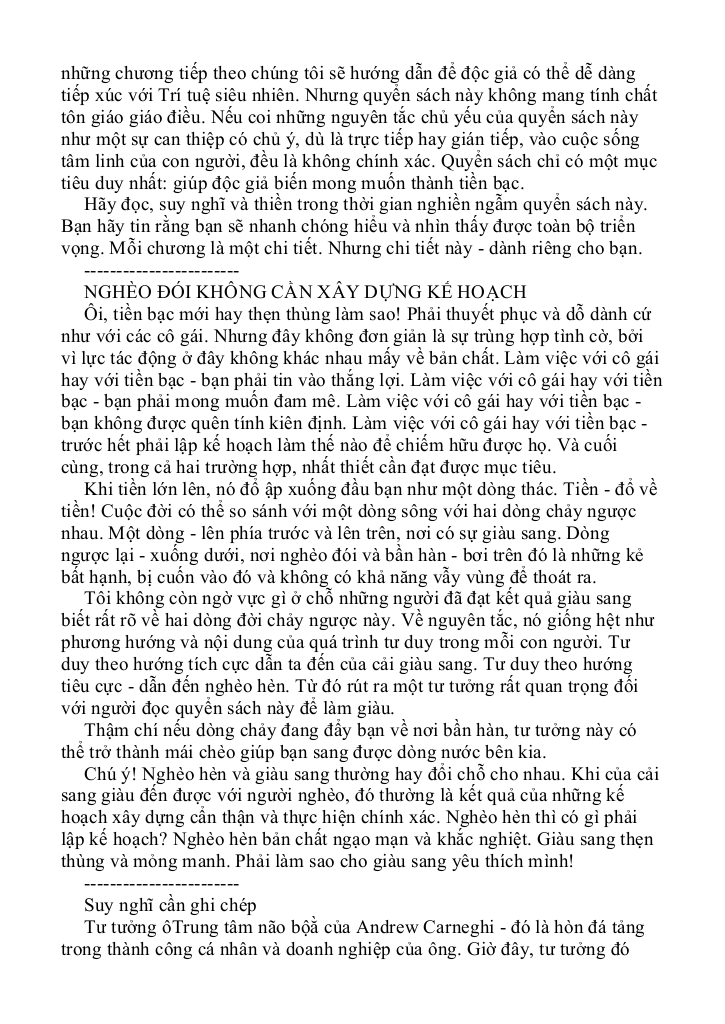 những chương tiếp theo chúng tôi sẽ hướng dẫn để độc giả có thể dễ dàng
tiếp xúc với Trí tuệ siêu nhiên. Nhưng quyển sách này không mang tính chất
tôn giáo giáo điều. Nếu coi những nguyên tắc chủ yếu của quyển sách này
như một sự can thiệp có chủ ý, dù là trực tiếp hay gián tiếp, vào cuộc sống
tâm linh của con người, đều là không chính xác. Quyển sách chỉ có một mục
tiêu duy nhất: giúp độc giả biến mong muốn thành tiền bạc.
Hãy đọc, suy nghĩ và thiền trong thời gian nghiền ngẫm quyển sách này.
Bạn hãy tin rằng bạn sẽ nhanh chóng hiểu và nhìn thấy được toàn bộ triển
vọng. Mỗi chương là một chi tiết. Nhưng chi tiết này - dành riêng cho bạn.
------------------------
NGHÈO ĐÓI KHÔNG CẦN XÂY DỰNG KẾ HOẠCH
Ôi, tiền bạc mới hay thẹn thùng làm sao! Phải thuyết phục và dỗ dành cứ
như với các cô gái. Nhưng đây không đơn giản là sự trùng hợp tình cờ, bởi
vì lực tác động ở đây không khác nhau mấy về bản chất. Làm việc với cô gái
hay với tiền bạc - bạn phải tin vào thắng lợi. Làm việc với cô gái hay với tiền
bạc - bạn phải mong muốn đam mê. Làm việc với cô gái hay với tiền bạc -
bạn không được quên tính kiên định. Làm việc với cô gái hay với tiền bạc -
trước hết phải lập kế hoạch làm thế nào để chiếm hữu được họ. Và cuối
cùng, trong cả hai trường hợp, nhất thiết cần đạt được mục tiêu.
Khi tiền lớn lên, nó đổ ập xuống đầu bạn như một dòng thác. Tiền - đổ về
tiền! Cuộc đời có thể so sánh với một dòng sông với hai dòng chảy ngược
nhau. Một dòng - lên phía trước và lên trên, nơi có sự giàu sang. Dòng
ngược lại - xuống dưới, nơi nghèo đói và bần hàn - bơi trên đó là những kẻ
bất hạnh, bị cuốn vào đó và không có khả năng vẫy vùng để thoát ra.
Tôi không còn ngờ vực gì ở chỗ những người đã đạt kết quả giàu sang
biết rất rõ về hai dòng đời chảy ngược này. Về nguyên tắc, nó giống hệt như
phương hướng và nội dung của quá trình tư duy trong mỗi con người. Tư
duy theo hướng tích cực dẫn ta đến của cải giàu sang. Tư duy theo hướng
tiêu cực - dẫn đến nghèo hèn. Từ đó rút ra một tư tưởng rất quan trọng đối
với người đọc quyển sách này để làm giàu.
Thậm chí nếu dòng chảy đang đẩy bạn về nơi bần hàn, tư tưởng này có
thể trở thành mái chèo giúp bạn sang được dòng nước bên kia.
Chú ý! Nghèo hèn và giàu sang thường hay đổi chỗ cho nhau. Khi của cải
sang giàu đến được với người nghèo, đó thường là kết quả của những kế
hoạch xây dựng cẩn thận và thực hiện chính xác. Nghèo hèn thì có gì phải
lập kế hoạch? Nghèo hèn bản chất ngạo mạn và khắc nghiệt. Giàu sang thẹn
thùng và mỏng manh. Phải làm sao cho giàu sang yêu thích mình!
------------------------
Suy nghĩ cần ghi chép
Tư tưởng ôTrung tâm não bộằ của Andrew Carneghi - đó là hòn đá tảng
trong thành công cá nhân và doanh nghiệp của ông. Giờ đây, tư tưởng đó